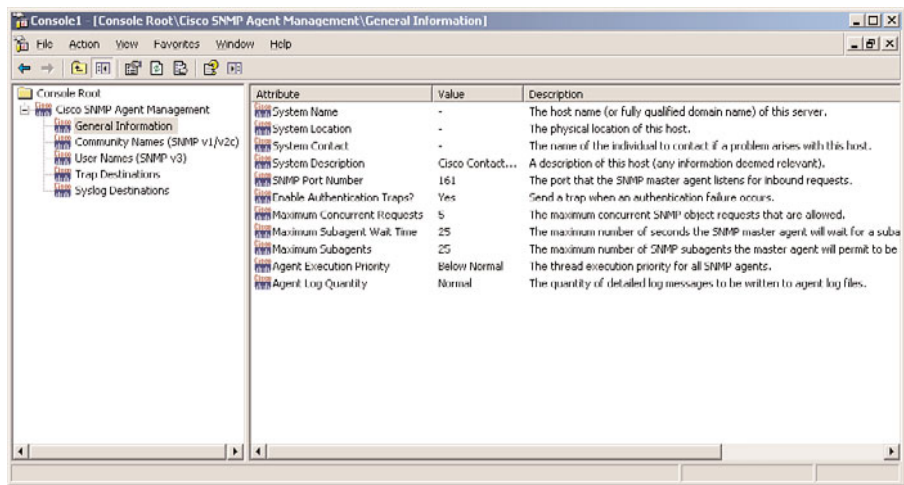 Console1 - [Console Root\Cisco SNMP Agent Management\General Information]
File Action View Favorites Window Help
Console Root
Cisco SNMP Agent Management
General Information
Community Names (SNMP v1/v2c)
User Names (SNMP v3)
Trap Destinations
Syslog Destinations
Attribute Value Description
System Name - The host name (or fully qualified domain name) of this server.
System Location - The physical location of this host.
System Contact - The name of the individual to contact if a problem arises with this host.
System Description Cisco Contact... A description of this host (any information deemed relevant).
SNMP Port Number 161 The port that the SNMP master agent listens for inbound requests.
Enable Authentication Traps? Yes Send a trap when an authentication failure occurs.
Maximum Concurrent Requests 5 The maximum concurrent SNMP object requests that are allowed.
Maximum Subagent Wait Time 25 The maximum number of seconds the SNMP master agent will wait for a suba
Maximum Subagents 25 The maximum number of SNMP subagents the master agent will permit to be
Agent Execution Priority Below Normal The thread execution priority for all SNMP agents.
Agent Log Quantity Normal The quantity of detailed log messages to be written to agent log files.